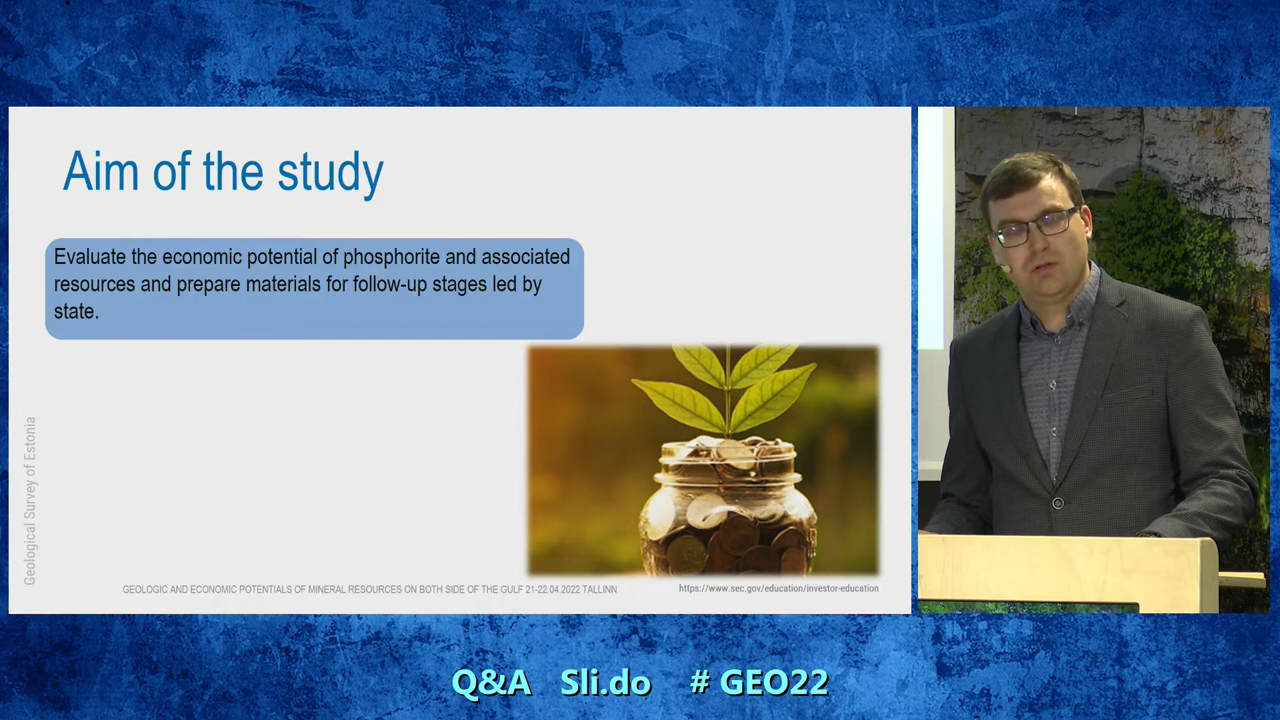 Aim of the study
Evaluate the economic potential of phosphorite and associated
resources and prepare materials for follow-up stages led by
state.
Geological Survey of Estonia
GEOLOGIC AND ECONOMIC POTENTIALS OF MINERAL RESOURCES ON BOTH SIDE OF THE GULF 21-22.04.2022 TALLINN
https://www.sec.gov/education/investor-education
Q&A Sli.do # GEO22